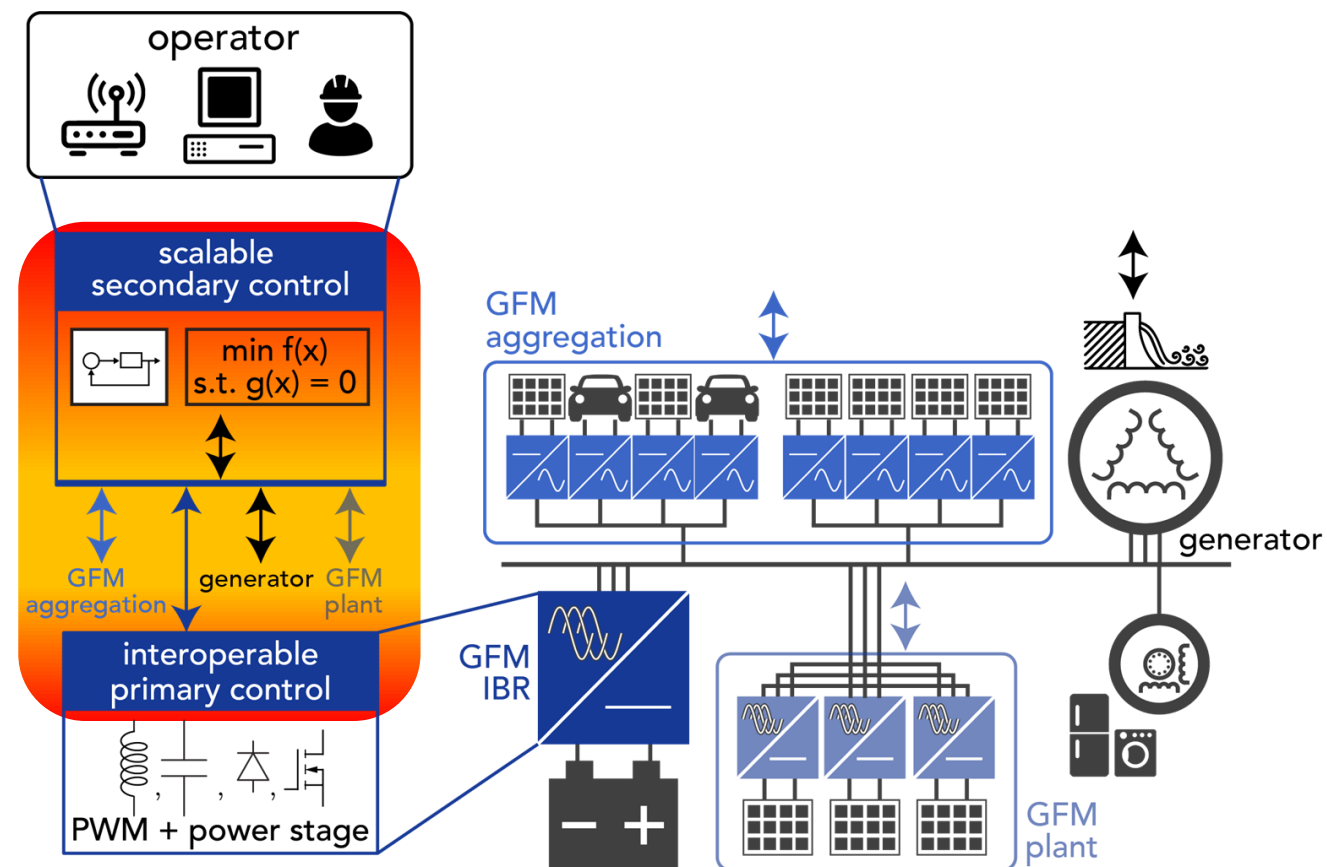 operator
scalable
secondary control
min f(x)
s.t. g(x) = 0
GFM
aggregation
generator
GFM
plant
interoperable
primary control
, , ,
PWM + power stage
GFM
aggregation
generator
GFM
IBR
GFM
plant